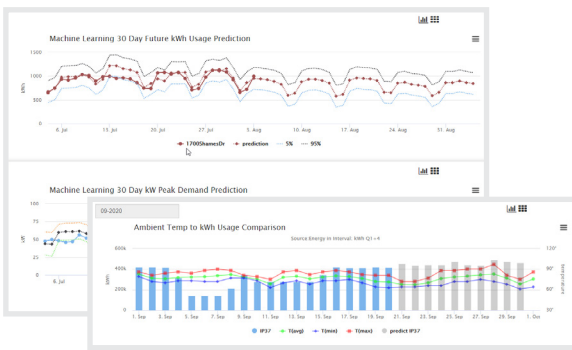 Machine Learning 30 Day Future kWh Usage Prediction
1500
1000
500
0
kWh
6. Jul
13. Jul
20. Jul
27. Jul
3. Aug
10. Aug
17. Aug
24. Aug
31. Aug
1700ShamesDr prediction 5% 95%
Machine Learning 30 Day kW Peak Demand Prediction
100
75
50
25
0
kW
6. Jul
09-2020
Ambient Temp to kWh Usage Comparison
Source Energy in Interval: kWh Q1+4
600k
400k
200k
0
kWh
120°
90°
60°
30°
Temperature
1. Sep 3. Sep 5. Sep 7. Sep 9. Sep 11. Sep 13. Sep 15. Sep 17. Sep 19. Sep 21. Sep 23. Sep 25. Sep 27. Sep 29. Sep 1. Oct
IP37 T(avg) T(min) T(max) predict IP37